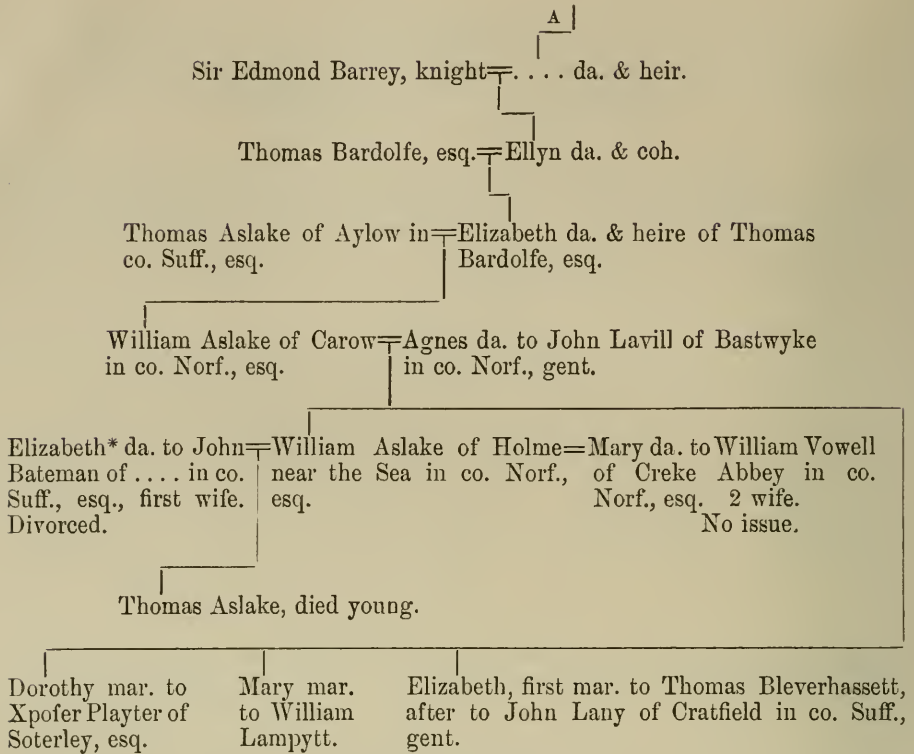 A
Sir Edmond Barrey, knight=. . . . da. & heir.
Thomas Bardolfe, esq.=Ellyn da. & coh.
Thomas Aslake of Aylow in=Elizabeth da. & heire of Thomas
co. Suff., esq. Bardolfe, esq.
William Aslake of Carow=Agnes da. to John Lavill of Bastwyke
in co. Norf., esq. in co. Norf., gent.
Elizabeth* da. to John=William Aslake of Holme=Mary da. to William Vowell
Bateman of . . . . in co. near the Sea in co. Norf., of Creke Abbey in co.
Suff., esq., first wife. esq. Norf., esq. 2 wife.
Divorced. No issue.
Thomas Aslake, died young.
Dorothy mar. to Mary mar. Elizabeth, first mar. to Thomas Bleverhassett,
Xpofer Playter of to William after to John Lany of Cratfield in co. Suff.,
Soterley, esq. Lampytt. gent.